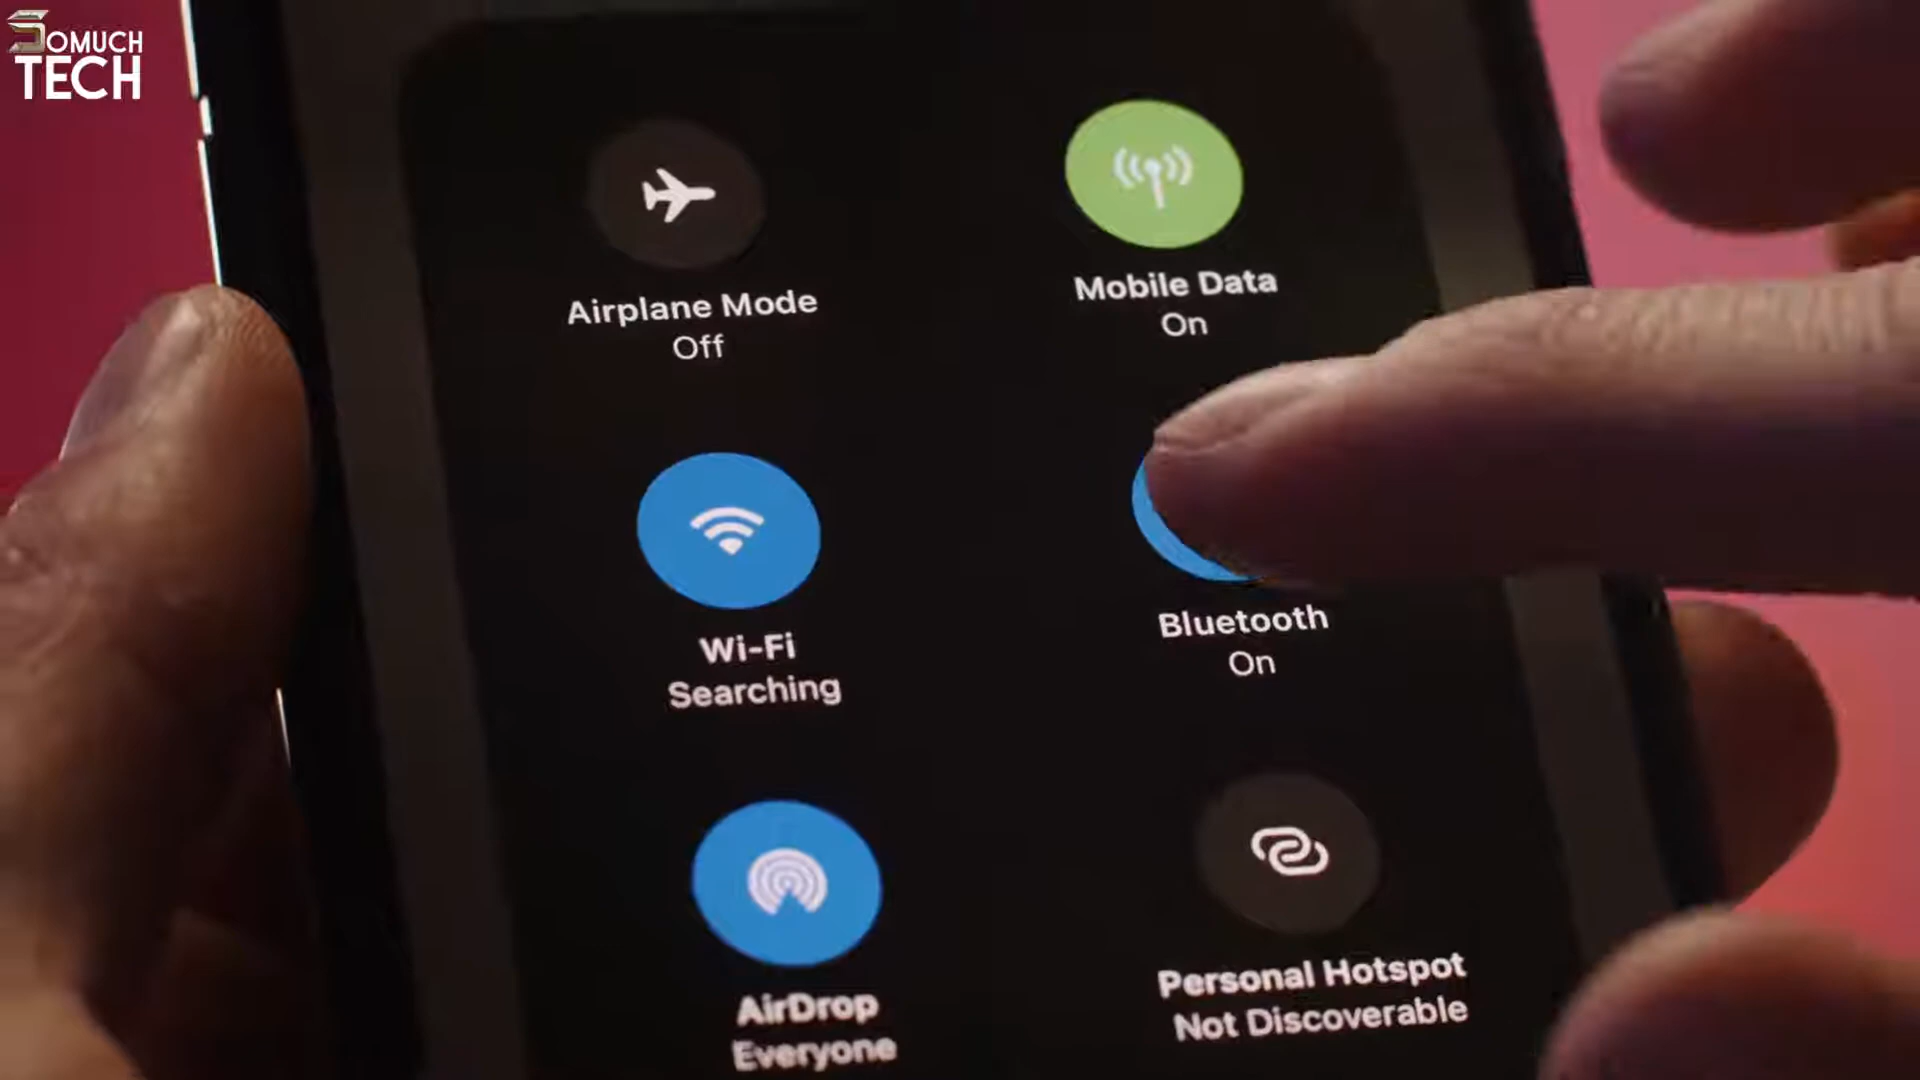 SOMUCH
TECH
Airplane Mode
Off
Mobile Data
On
Wi-Fi
Searching
Bluetooth
On
AirDrop
Everyone
Personal Hotspot
Not Discoverable